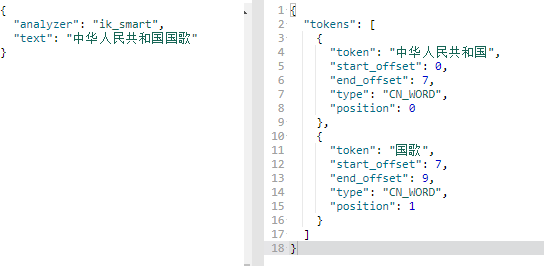 {
"analyzer": "ik_smart",
"text": "中华人民共和国国歌"
}
1 {
2 "tokens": [
3 {
4 "token": "中华人民共和国",
5 "start_offset": 0,
6 "end_offset": 7,
7 "type": "CN_WORD",
8 "position": 0
9 },
10 {
11 "token": "国歌",
12 "start_offset": 7,
13 "end_offset": 9,
14 "type": "CN_WORD",
15 "position": 1
16 }
17 ]
18 }